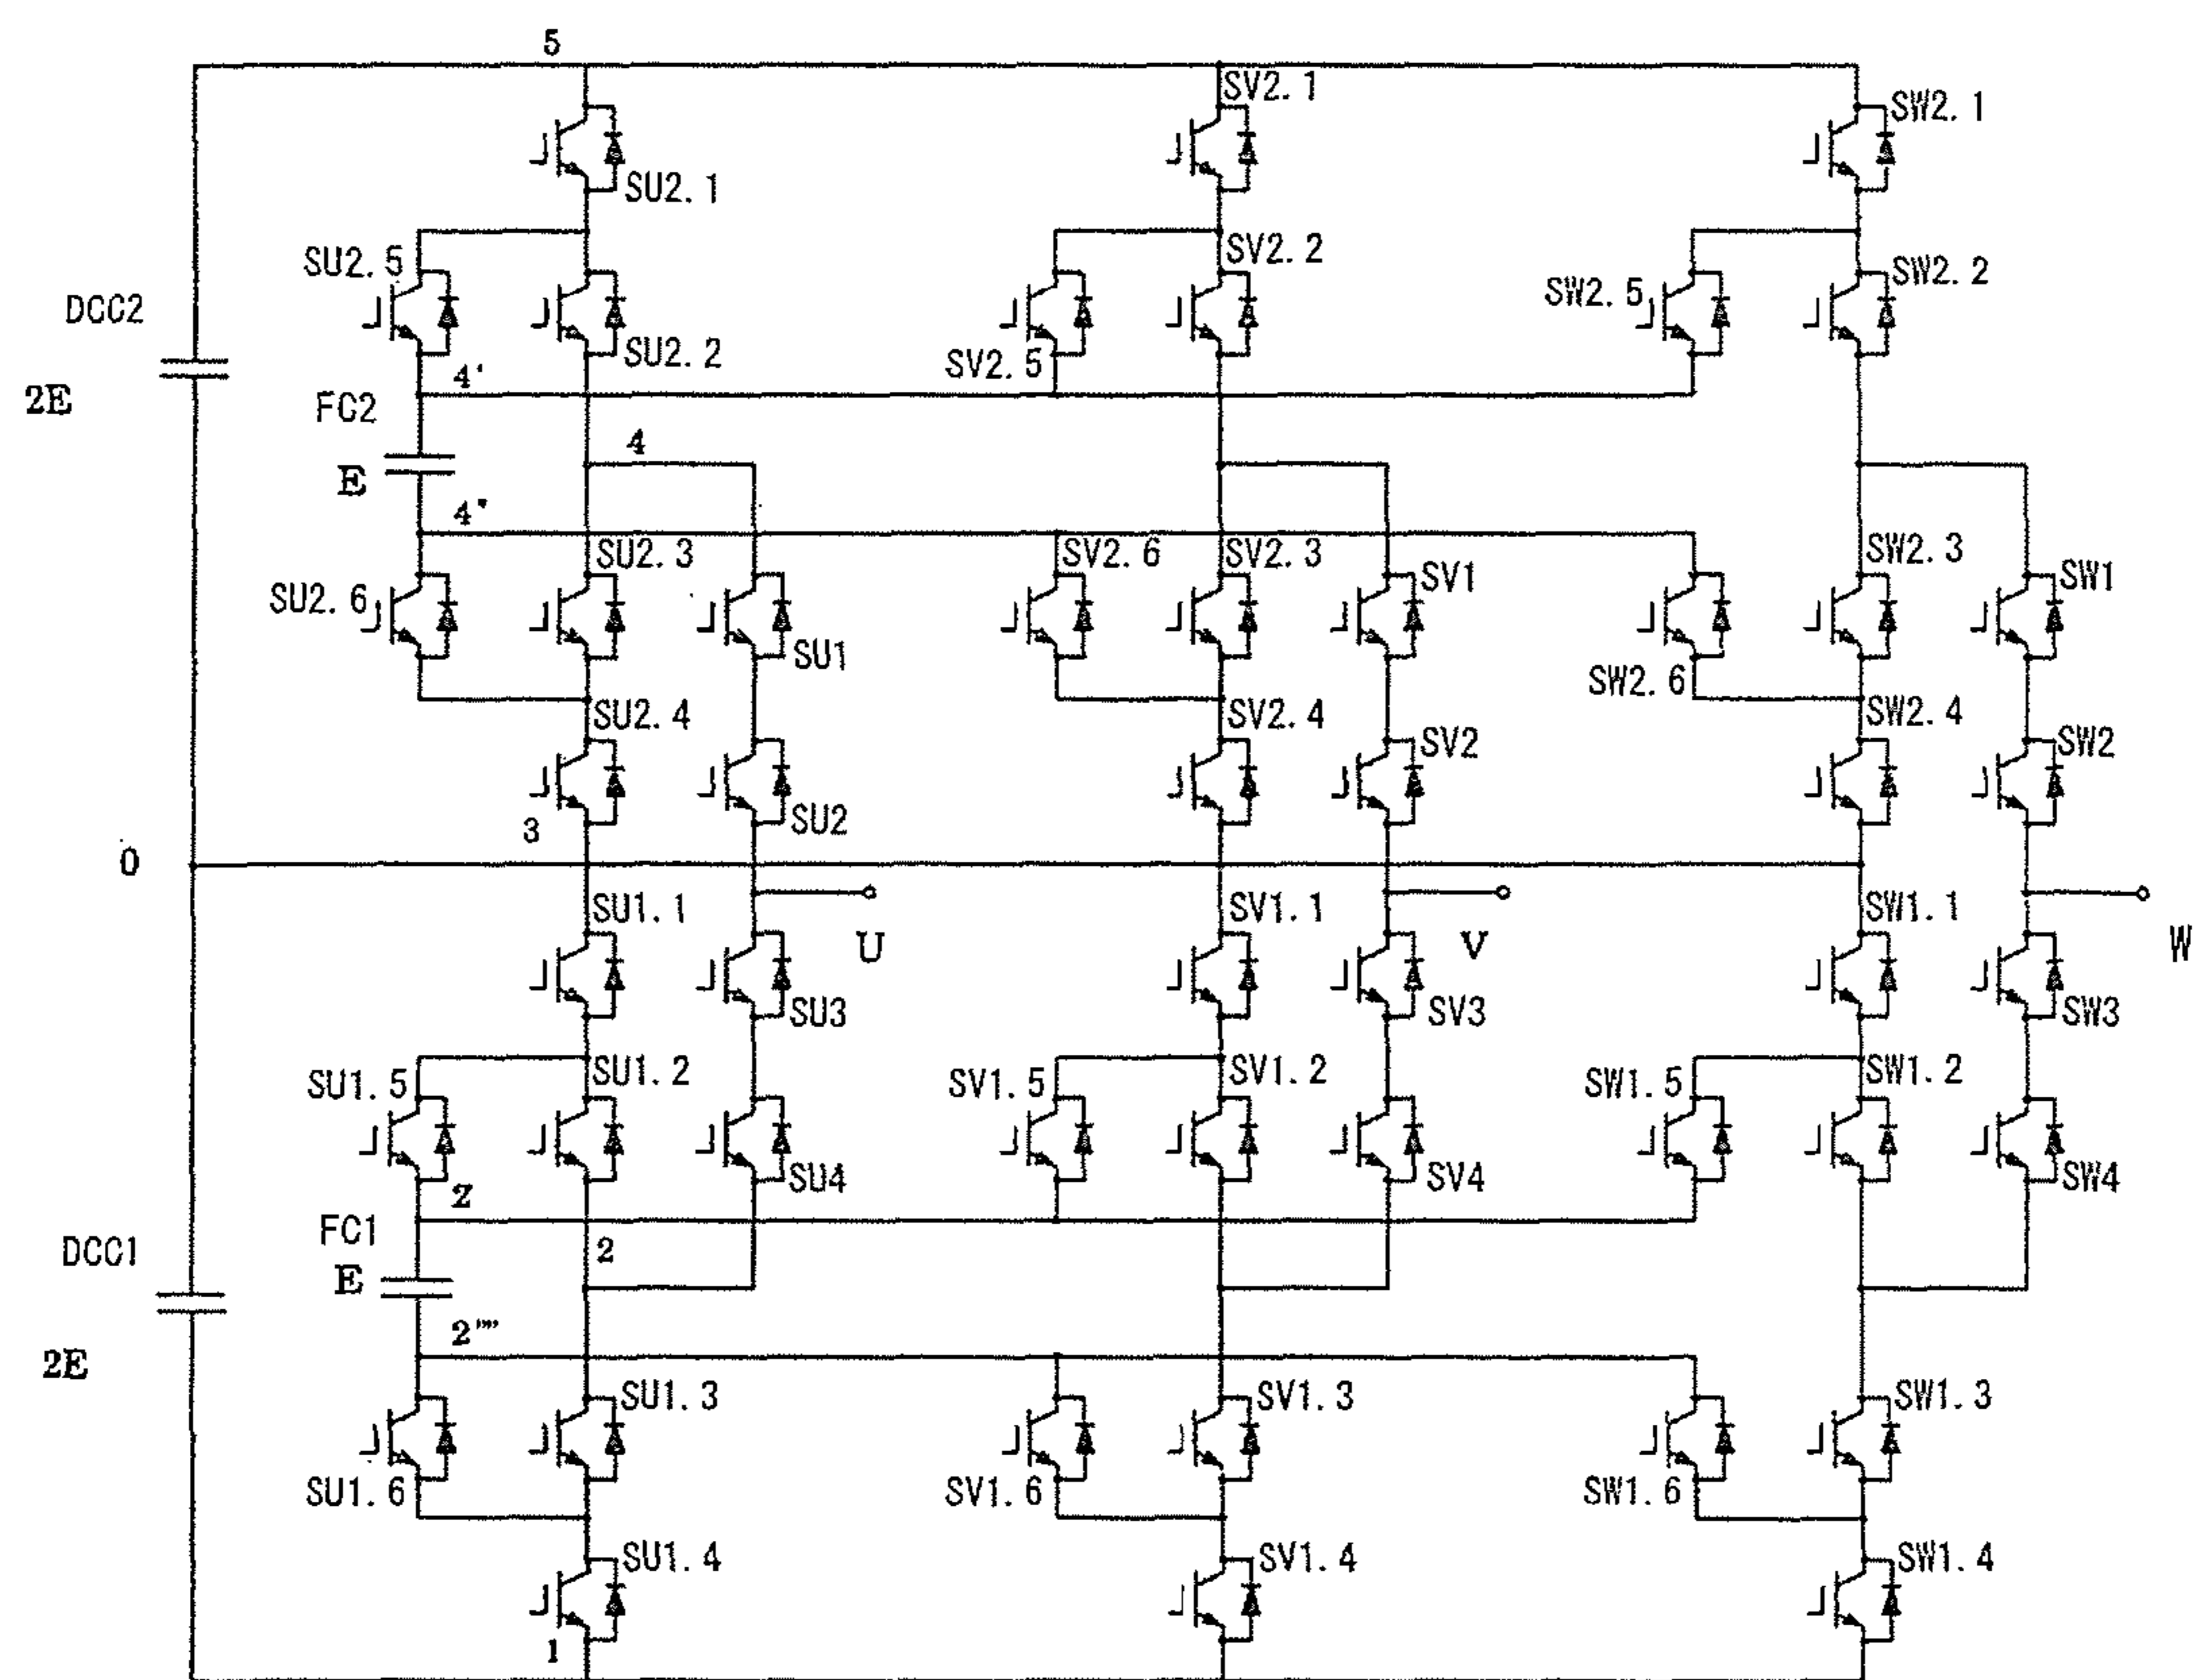 5
SV2. 1
SW2. 1
SU2. 1
SU2. 5
SV2. 2
SW2. 2
SW2. 5
DCC2
SU2. 2
SV2. 5
4'
2E
FC2
4
E
4"
SU2. 3
SV2. 6
SV2. 3
SW2. 3
SU2. 6
SV1
SW1
SU1
SW2. 6
SU2. 4
SV2. 4
SW2. 4
SV2
SW2
SU2
3
0
SU1. 1
SV1. 1
SW1. 1
U
V
W
SU3
SV3
SW3
SU1. 5
SU1. 2
SV1. 5
SV1. 2
SW1. 5
SW1. 2
SU4
SV4
SW4
2
FC1
2
DCC1
E
2""
2E
SU1. 3
SV1. 3
SW1. 3
SU1. 6
SV1. 6
SW1. 6
SU1. 4
SV1. 4
SW1. 4
1